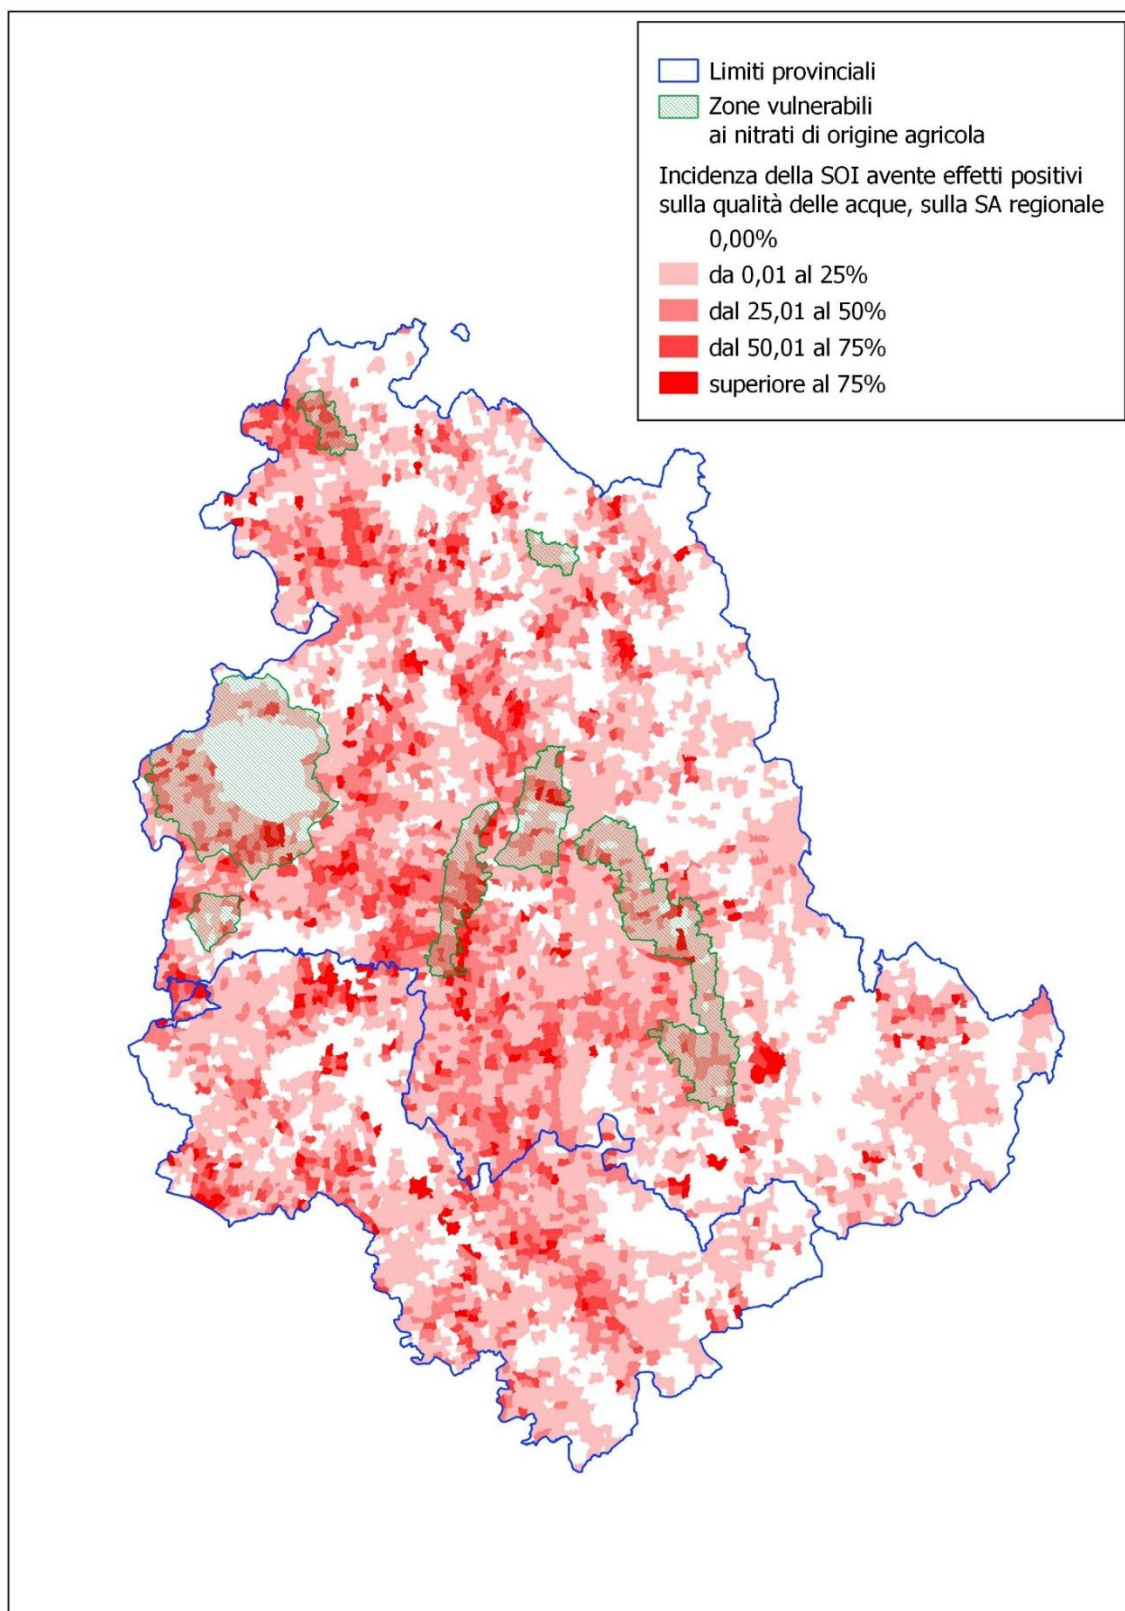 Limiti provinciali
Zone vulnerabili
ai nitrati di origine agricola
Incidenza della SOI avente effetti positivi
sulla qualità delle acque, sulla SA regionale
0,00%
da 0,01 al 25%
dal 25,01 al 50%
dal 50,01 al 75%
superiore al 75%